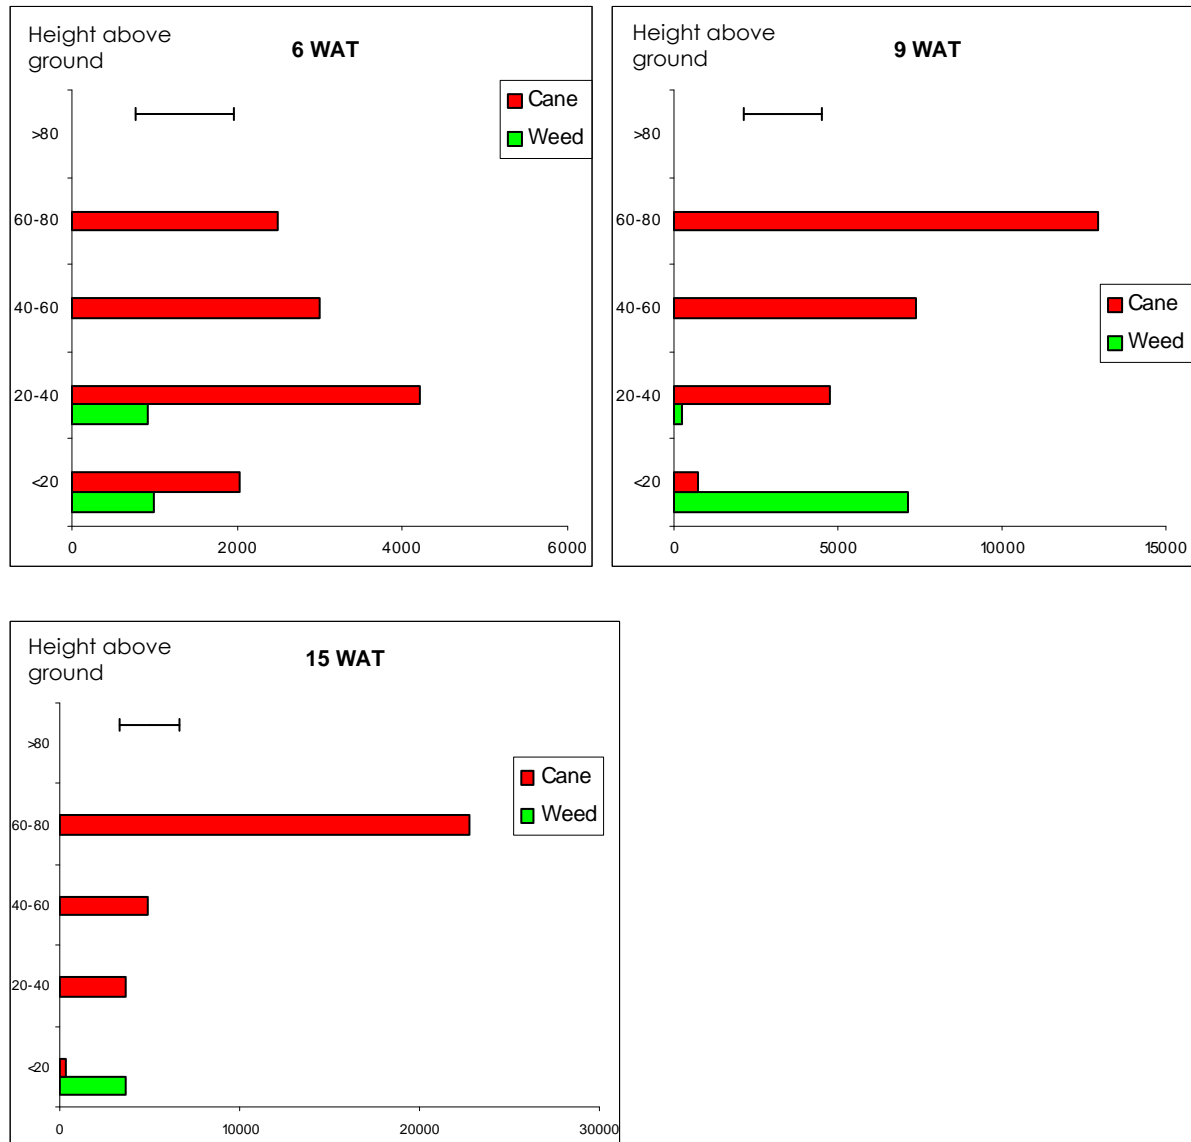 Height above
ground
6 WAT
Cane
Weed
>80
60-80
40-60
20-40
<20
0 2000 4000 6000
Height above
ground
9 WAT
>80
60-80
Cane
40-60
Weed
20-40
<20
0 5000 10000 15000
Height above
ground
15 WAT
>80
Cane
60-80
Weed
40-60
20-40
<20
0 10000 20000 30000